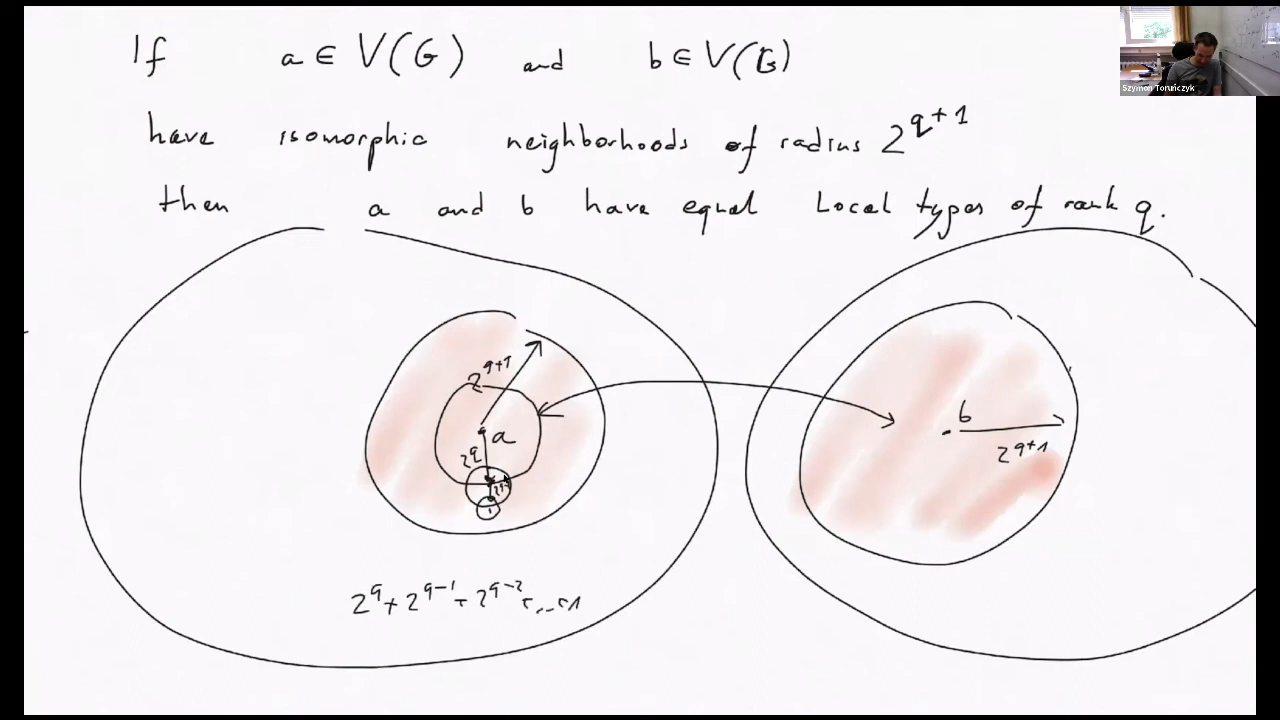 If a ∈ V(G) and b ∈ V(G)
Szymon Toruńczyk
have isomorphic neighborhoods of radius 2^{q+1}
then a and b have equal local types of rank q.
2^{q+1}
a
2^q
b
2^{q+1}
2^q + 2^{q-1} + 2^{q-2} + ... + 1